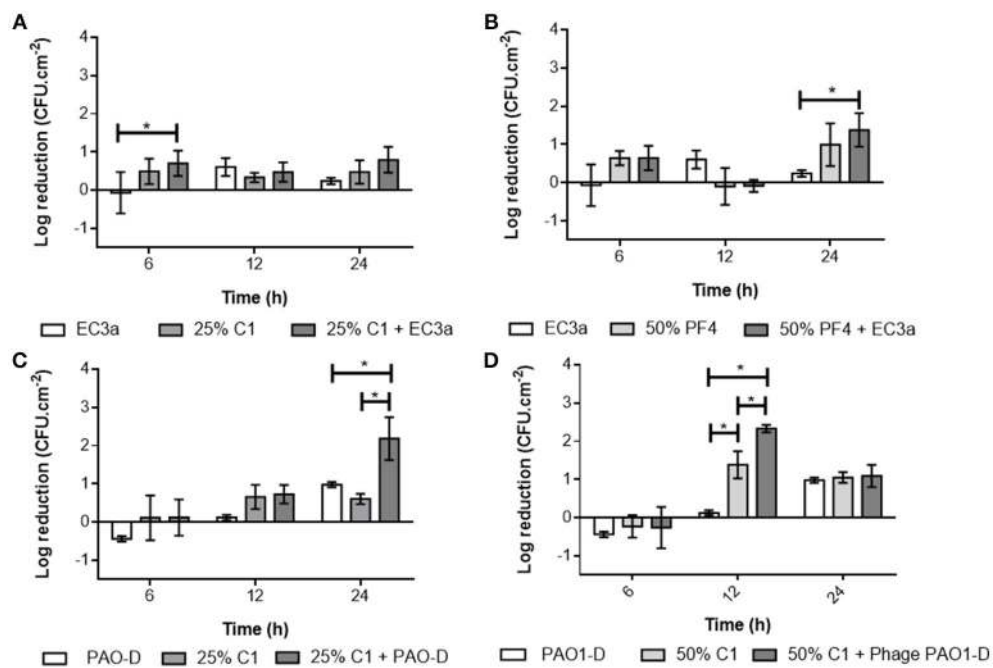 A
Log reduction (CFU.cm-2)
4
3
2
1
0
-1
*
6
12
24
Time (h)
EC3a
25% C1
25% C1 + EC3a
B
Log reduction (CFU.cm-2)
4
3
2
1
0
-1
*
6
12
24
Time (h)
EC3a
50% PF4
50% PF4 + EC3a
C
Log reduction (CFU.cm-2)
4
3
2
1
0
-1
*
*
6
12
24
Time (h)
PAO-D
25% C1
25% C1 + PAO-D
D
Log reduction (CFU.cm-2)
4
3
2
1
0
-1
*
*
*
6
12
24
Time (h)
PAO1-D
50% C1
50% C1 + Phage PAO1-D